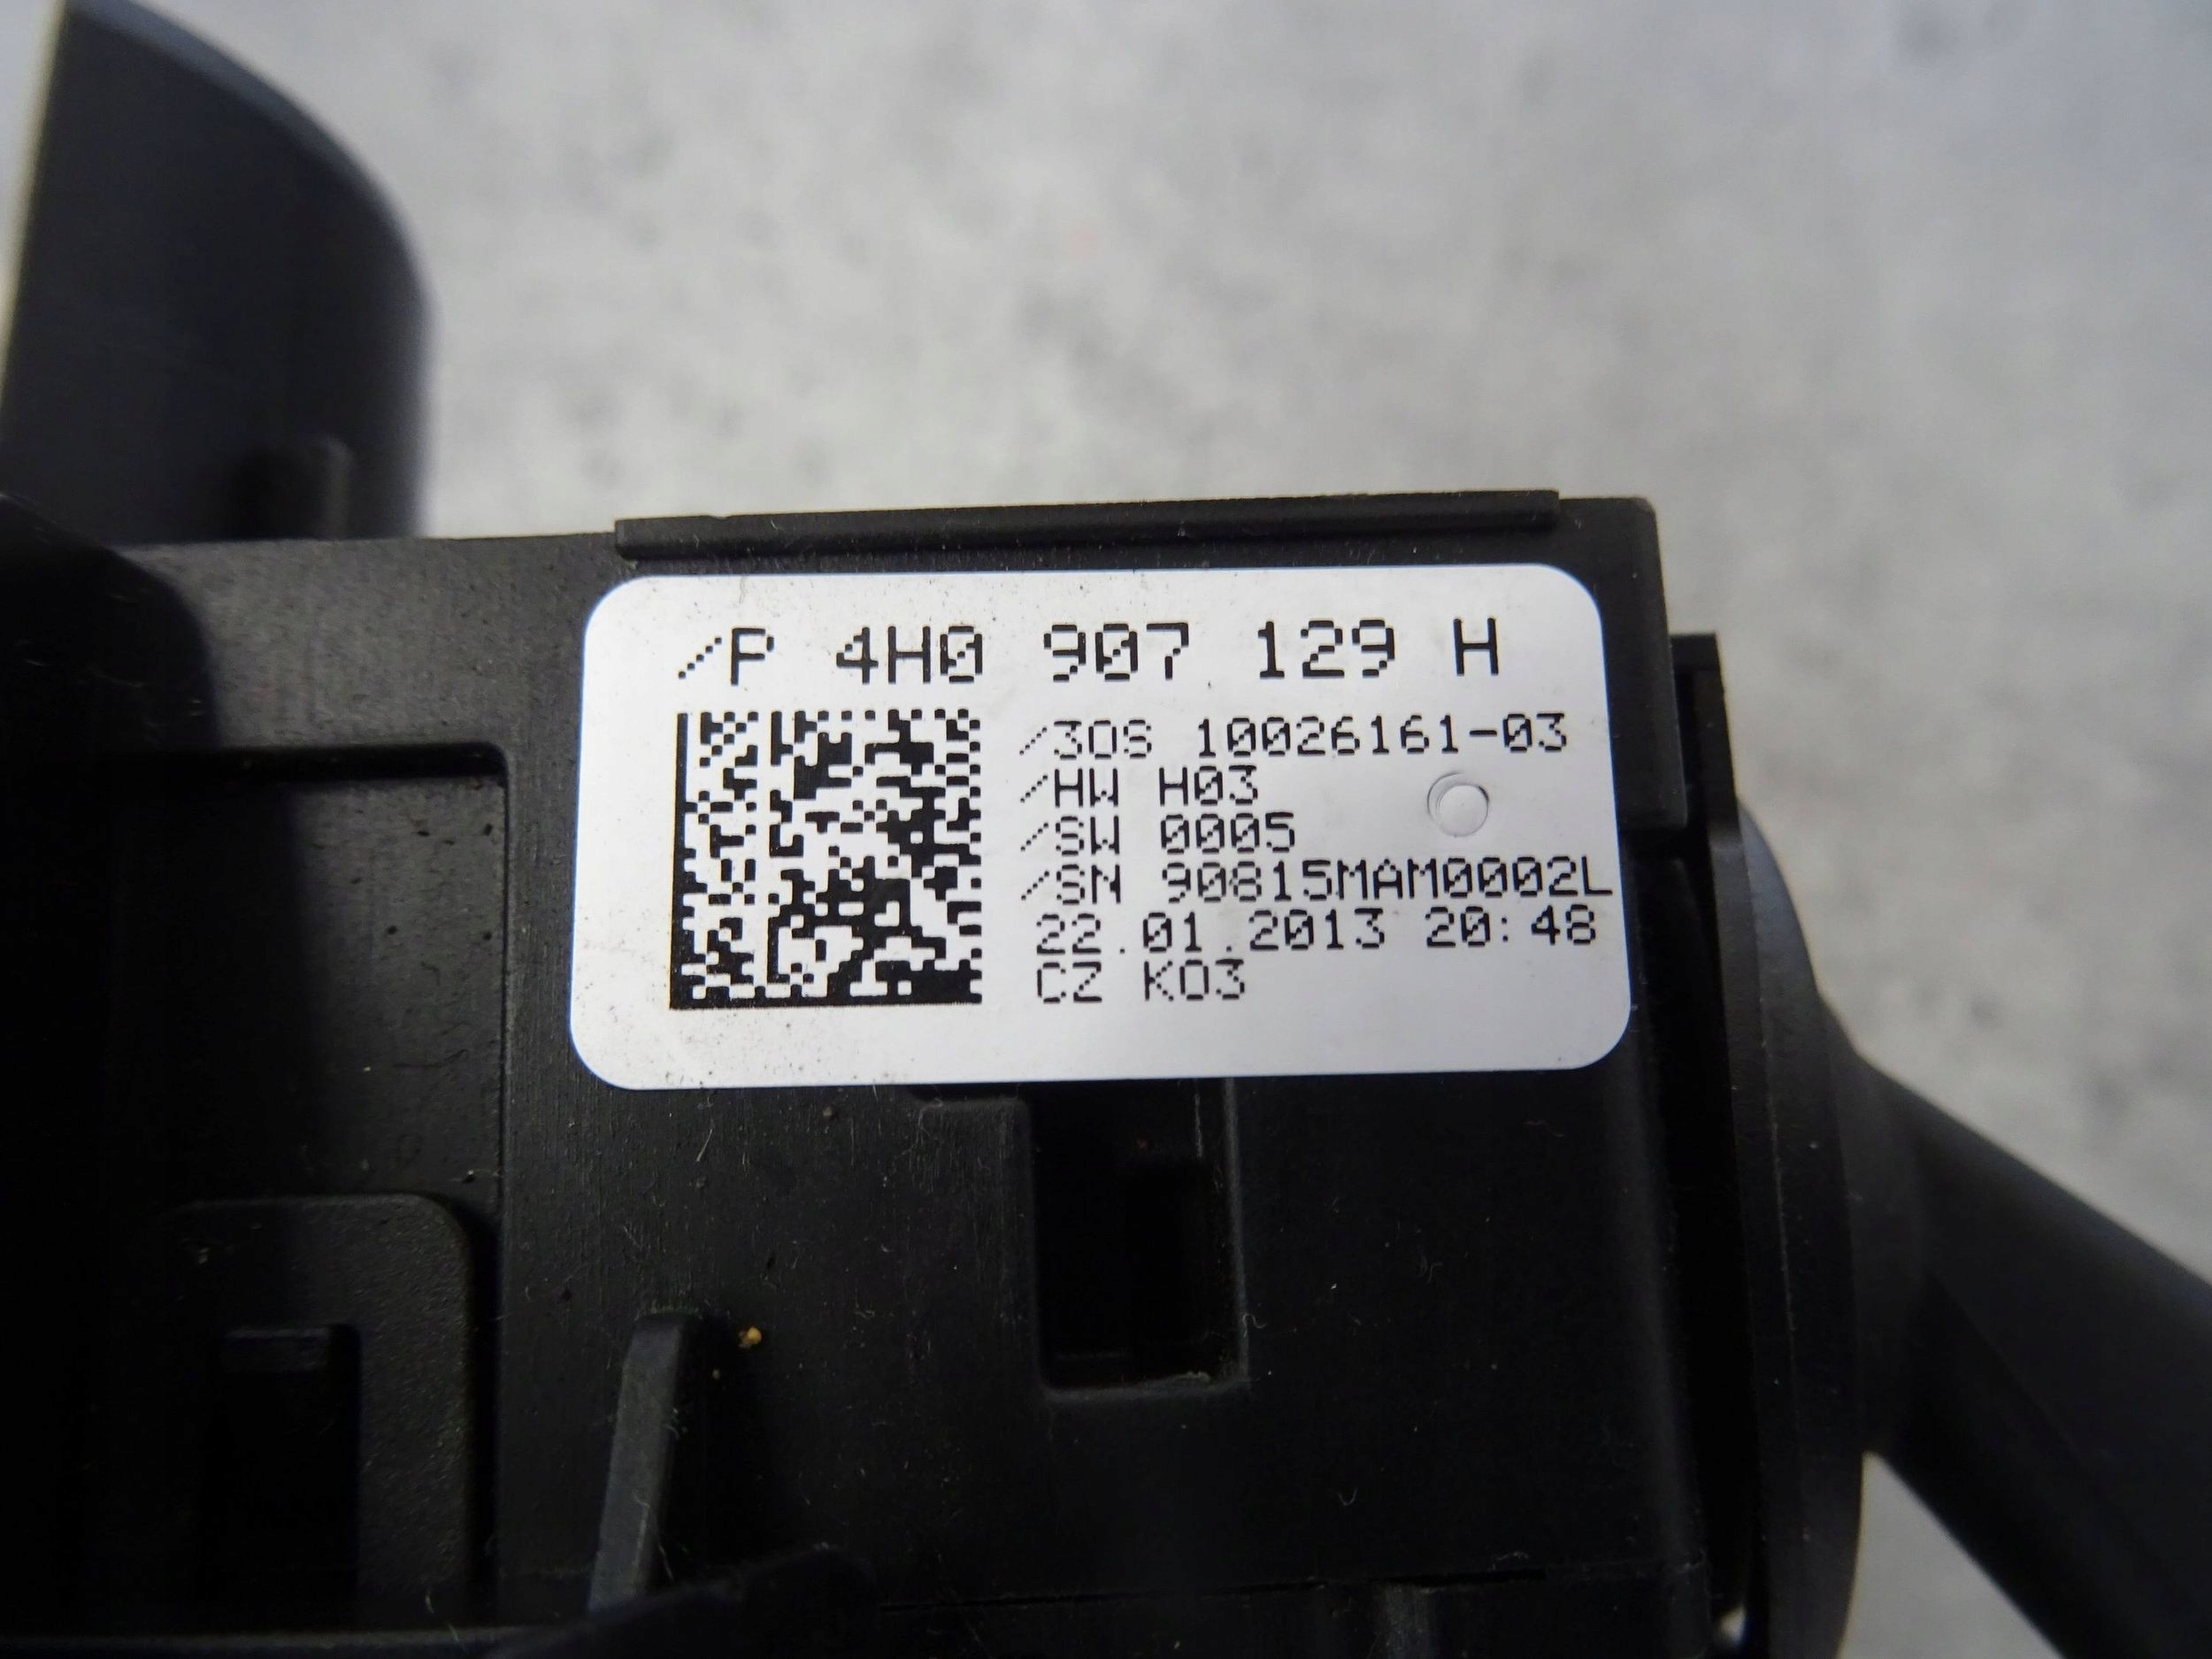 /P 4H0 907 129 H
/3OS 10026161-03
/HW H03
/SW 0005
/SN 90815MAM0002L
22.01.2013 20:48
CZ K03